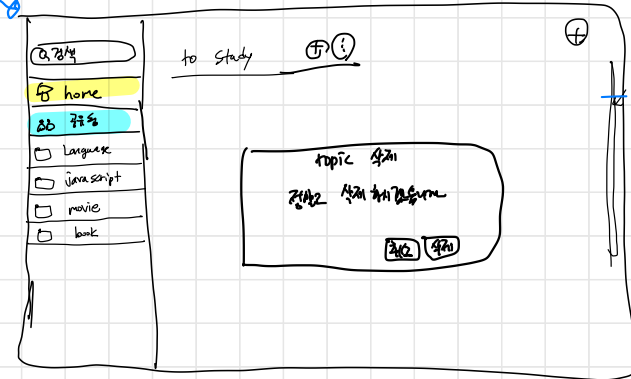 검색
home
공유됨
Language
javascript
movie
book
to study
topic 삭제
정말로 삭제 하시겠습니까
취소 삭제